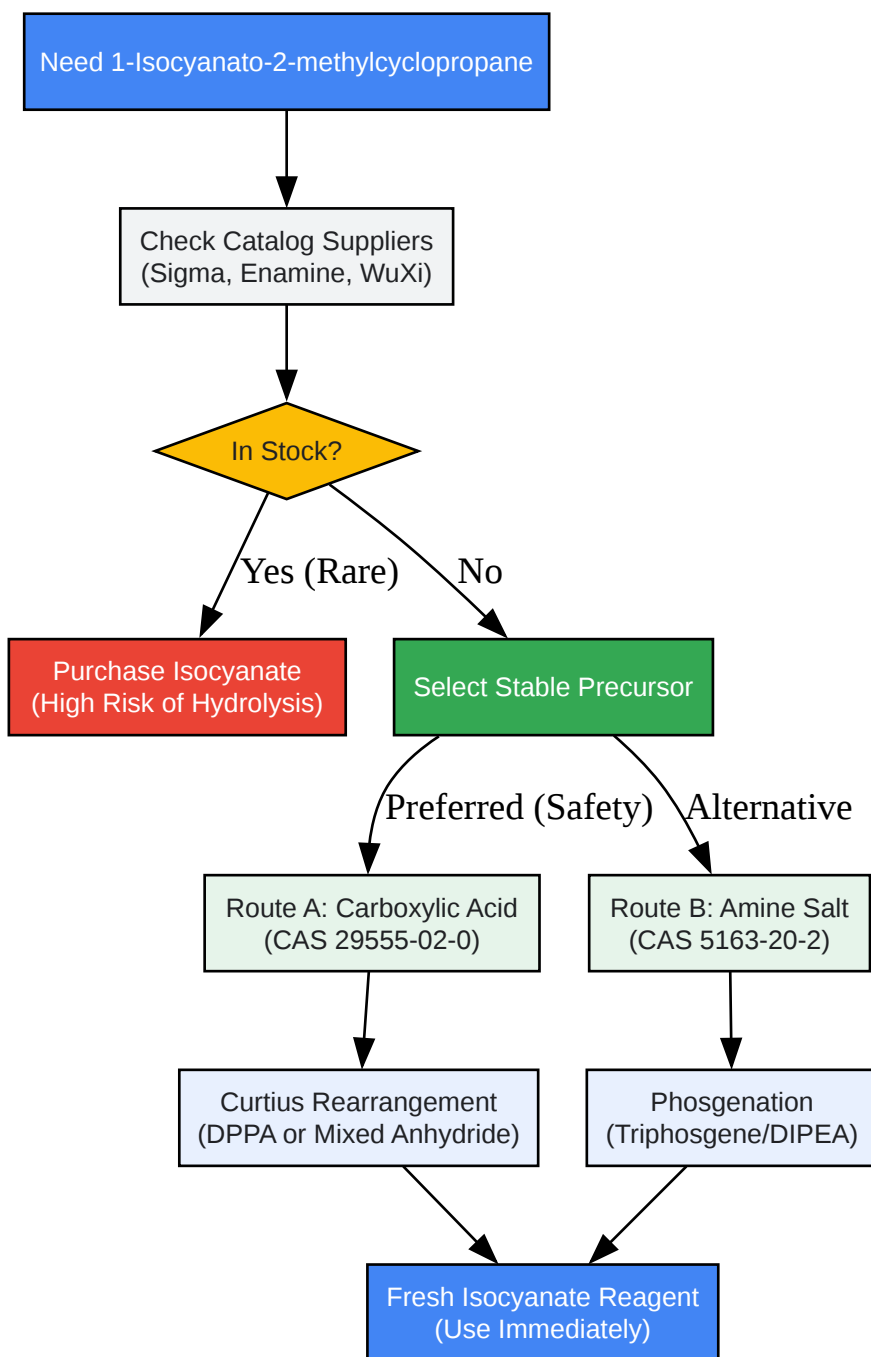 Need 1-Isocyanato-2-methylcyclopropane
Check Catalog Suppliers
(Sigma, Enamine, WuXi)
In Stock?
Yes (Rare)
No
Purchase Isocyanate
(High Risk of Hydrolysis)
Select Stable Precursor
Preferred (Safety)
Alternative
Route A: Carboxylic Acid
(CAS 29555-02-0)
Route B: Amine Salt
(CAS 5163-20-2)
Curtius Rearrangement
(DPPA or Mixed Anhydride)
Phosgenation
(Triphosgene/DIPEA)
Fresh Isocyanate Reagent
(Use Immediately)